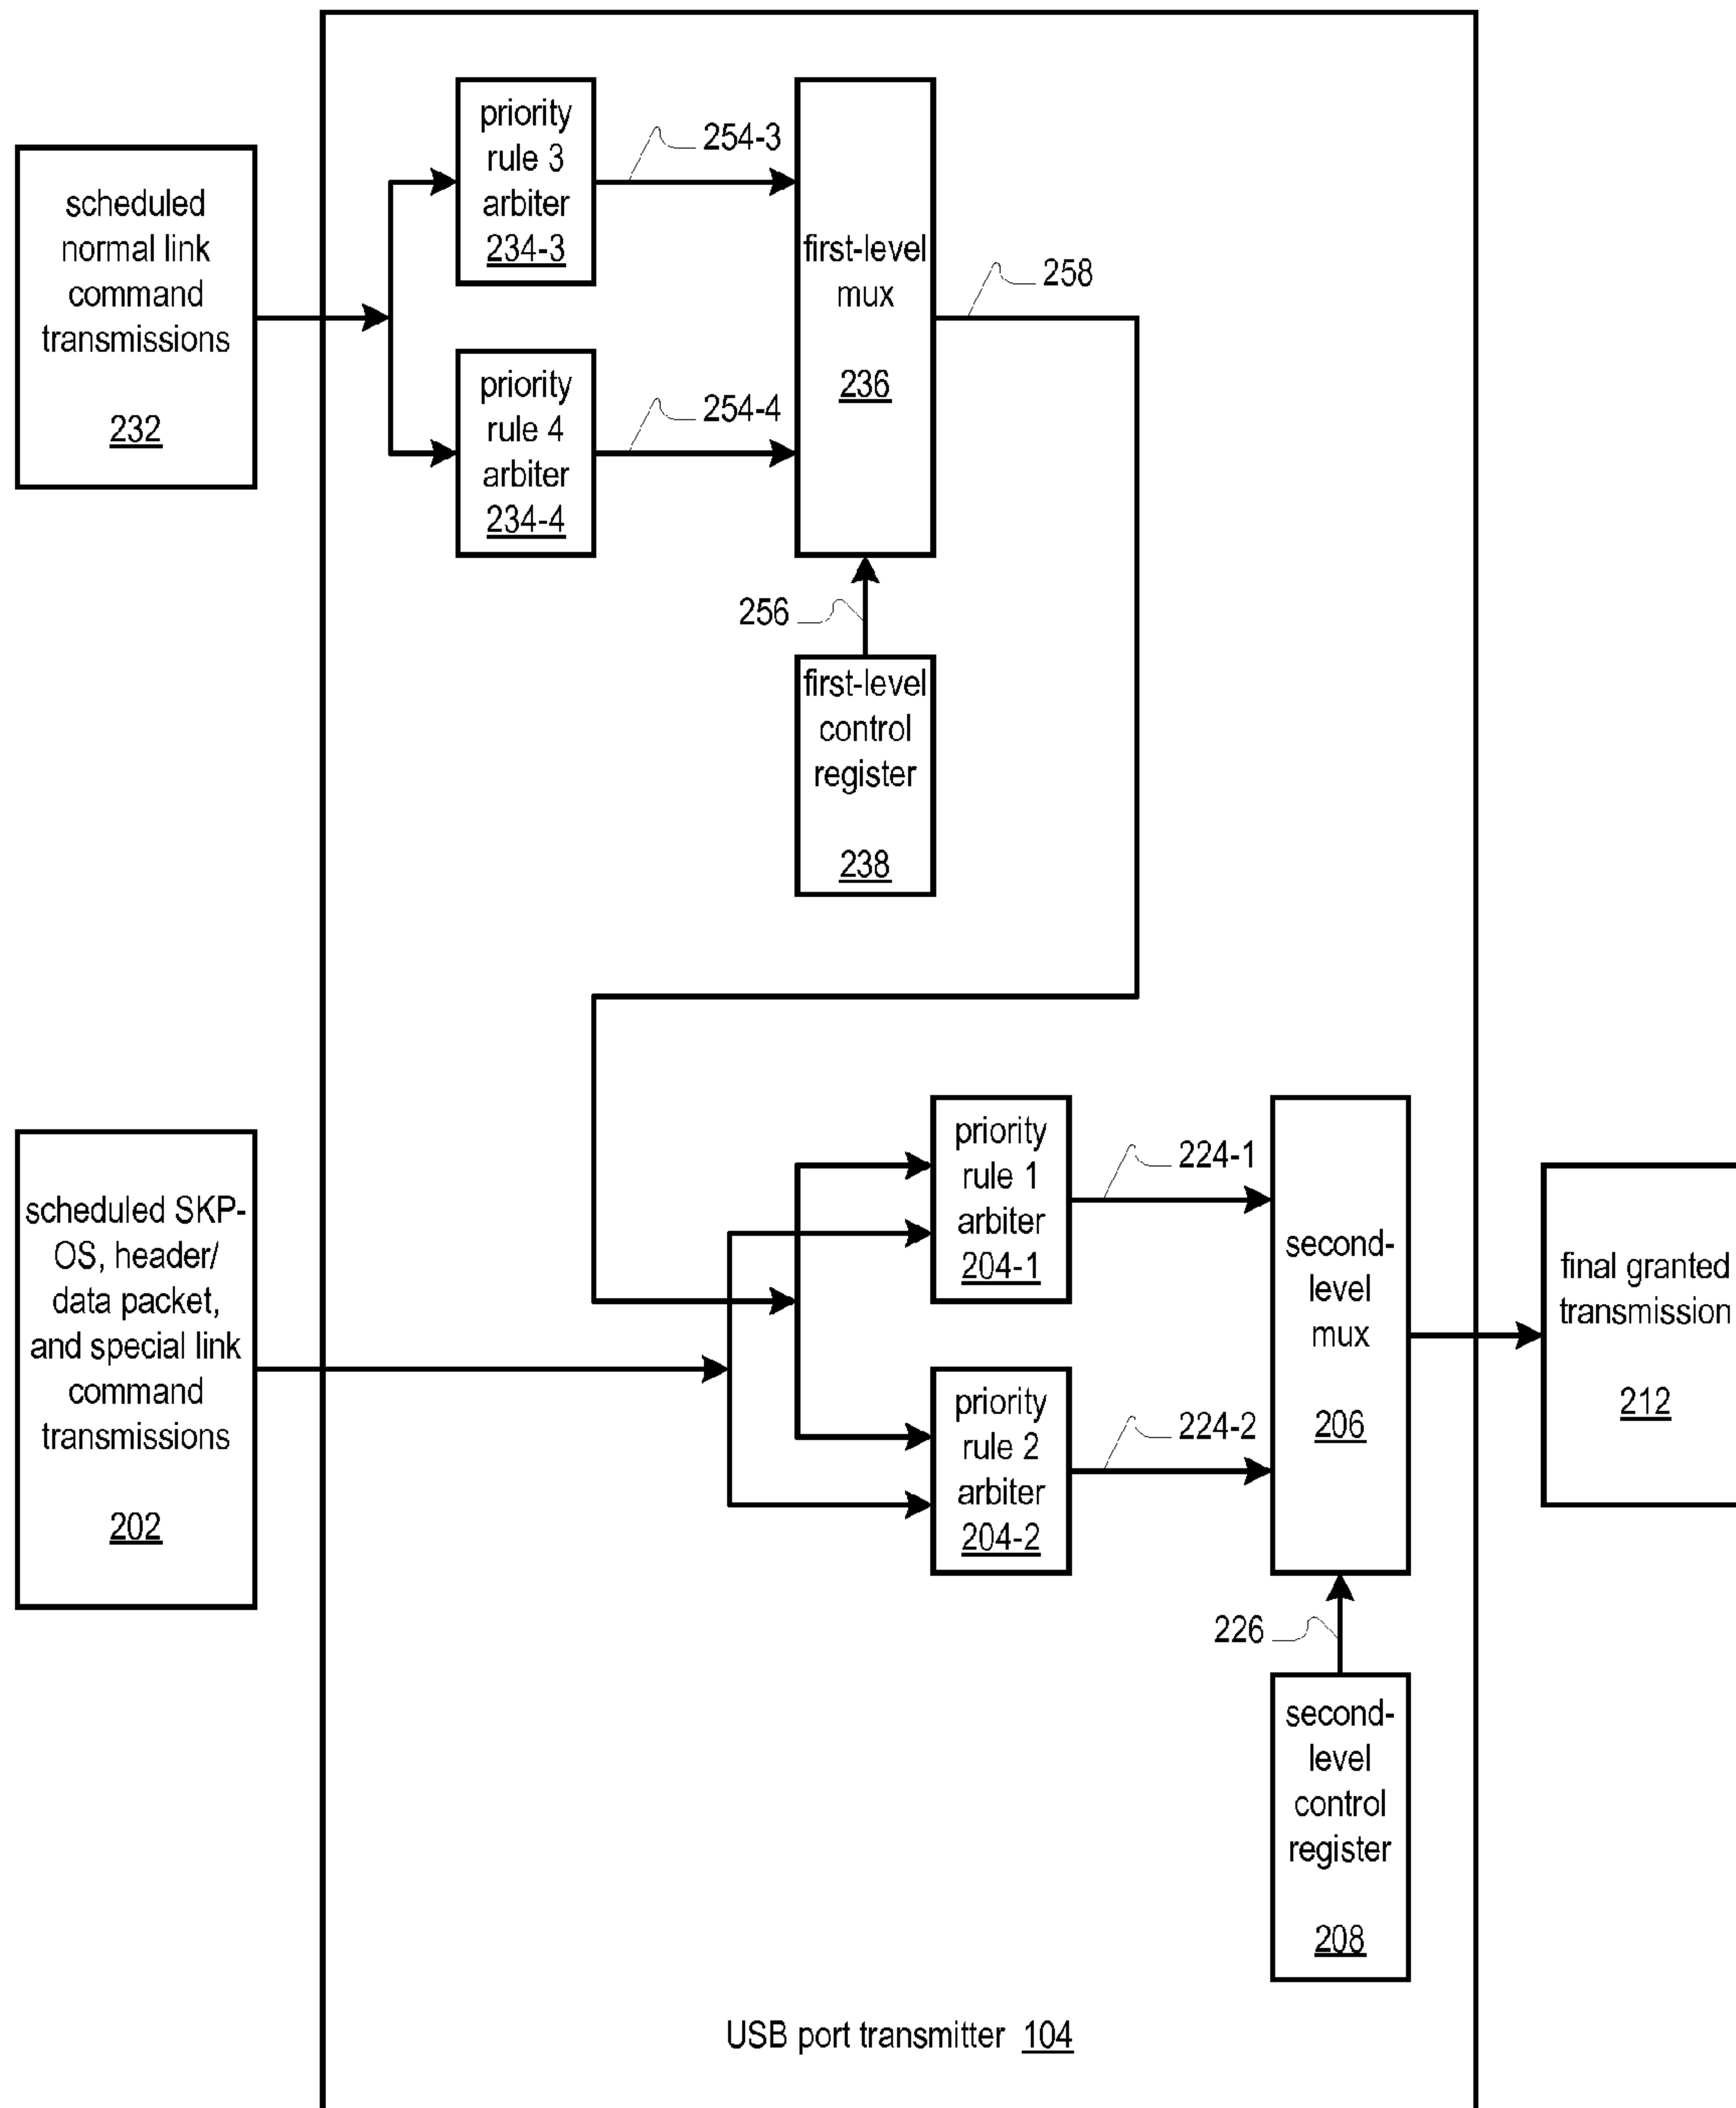 scheduled
normal link
command
transmissions
232
priority
rule 3
arbiter
234-3
254-3
priority
rule 4
arbiter
234-4
254-4
first-level
mux
236
258
256
first-level
control
register
238
scheduled SKP-
OS, header/
data packet,
and special link
command
transmissions
202
priority
rule 1
arbiter
204-1
224-1
priority
rule 2
arbiter
204-2
224-2
second-
level
mux
206
final granted
transmission
212
226
second-
level
control
register
208
USB port transmitter 104